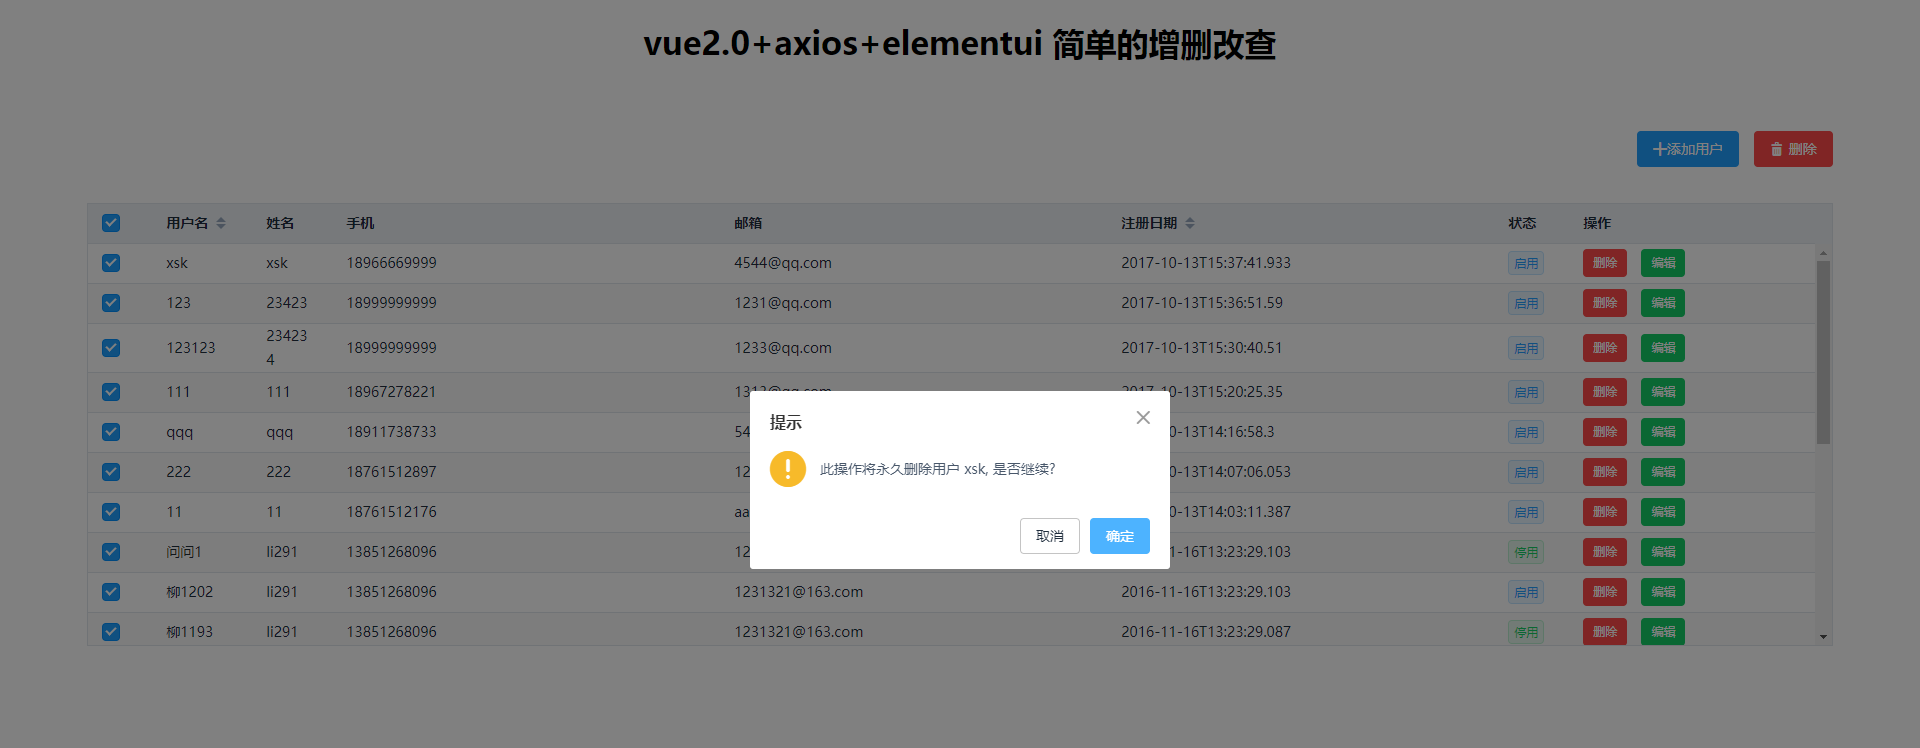 vue2.0+axios+elementui 简单的增删改查
添加用户 删除
用户名 姓名 手机 邮箱 注册日期 状态 操作
xsk xsk 18966669999 4544@qq.com 2017-10-13T15:37:41.933 启用 删除 编辑
123 23423 18999999999 1231@qq.com 2017-10-13T15:36:51.59 启用 删除 编辑
123123 23423 18999999999 1233@qq.com 2017-10-13T15:30:40.51 启用 删除 编辑
4
111 111 18967278221 1313@qq.com 2017-10-13T15:20:25.35 启用 删除 编辑
qqq qqq 18911738733 54 0-13T14:16:58.3 启用 删除 编辑
222 222 18761512897 12 0-13T14:07:06.053 启用 删除 编辑
11 11 18761512176 aa 0-13T14:03:11.387 启用 删除 编辑
问问1 li291 13851268096 12 1-16T13:23:29.103 停用 删除 编辑
柳1202 li291 13851268096 1231321@163.com 2016-11-16T13:23:29.103 启用 删除 编辑
柳1193 li291 13851268096 1231321@163.com 2016-11-16T13:23:29.087 停用 删除 编辑
提示
此操作将永久删除用户 xsk, 是否继续?
取消 确定